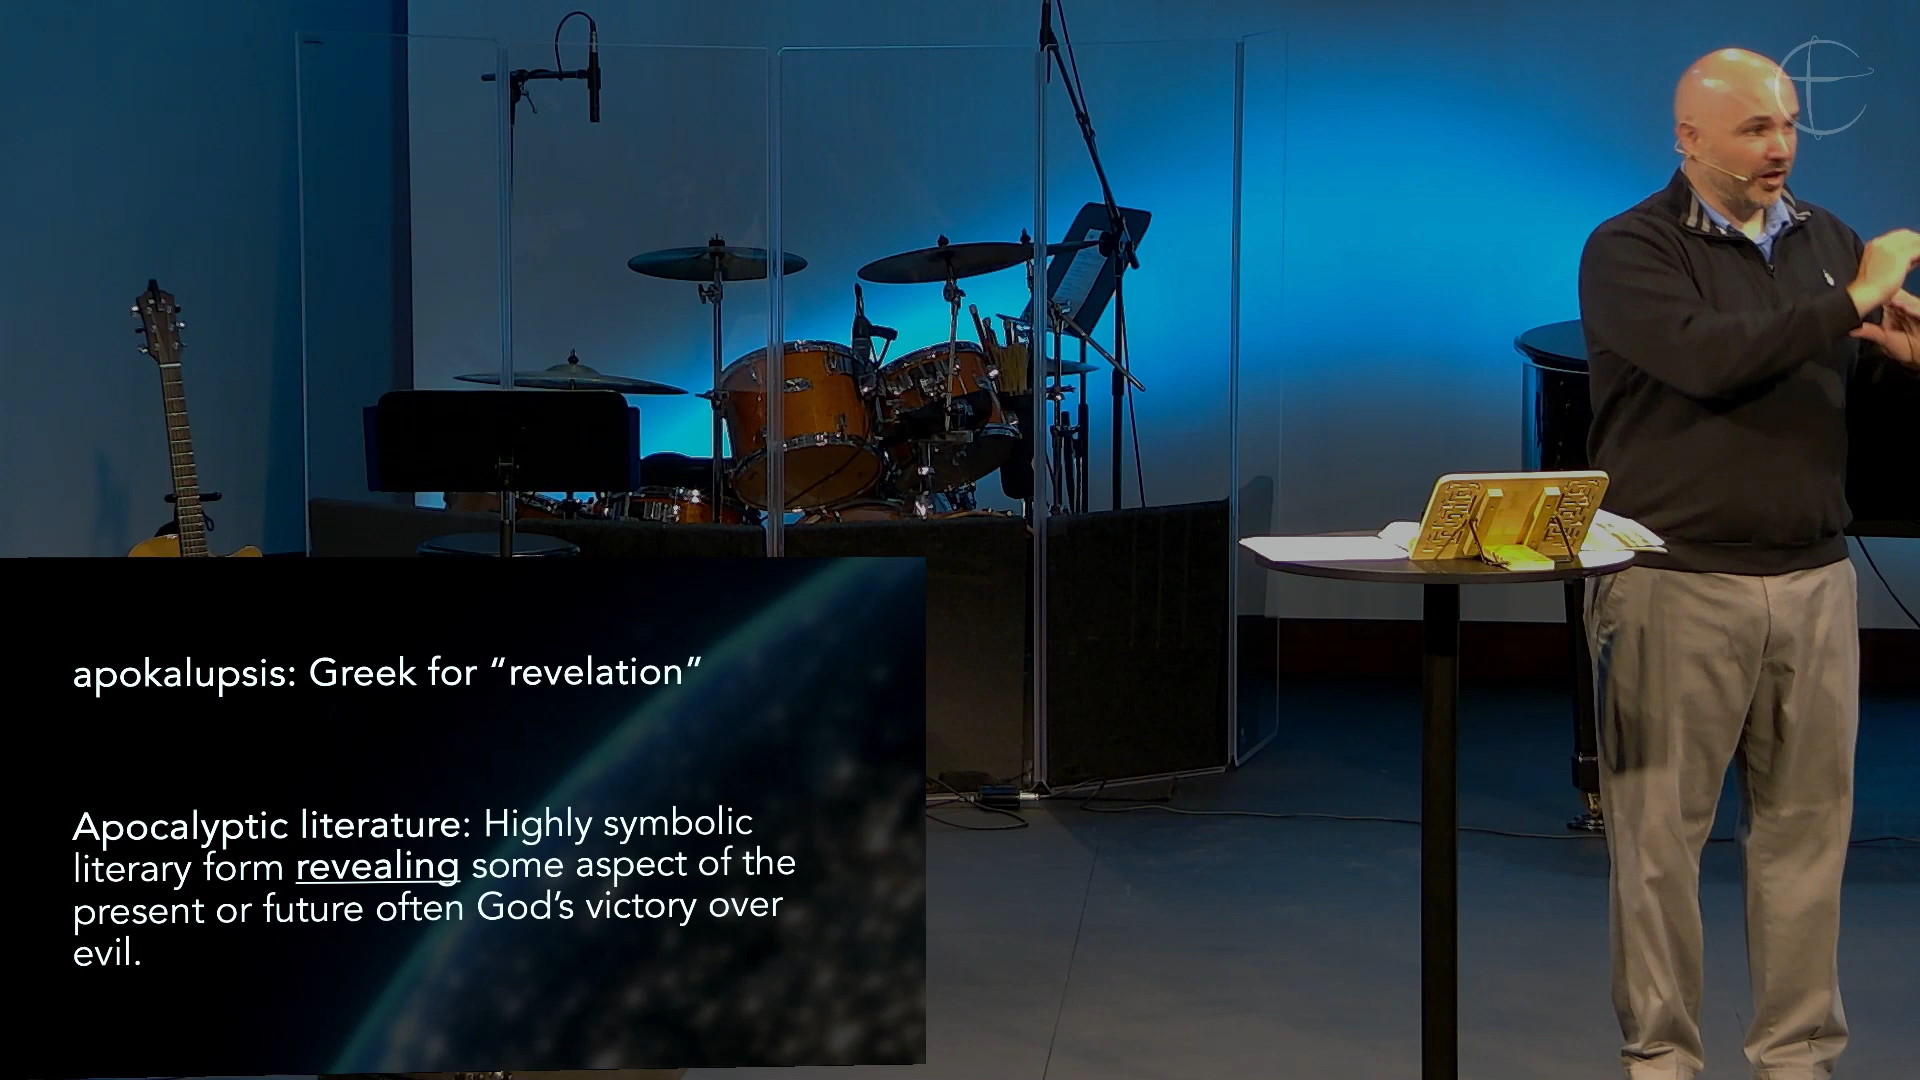 apokalupsis: Greek for “revelation”
Apocalyptic literature: Highly symbolic
literary form revealing some aspect of the
present or future often God’s victory over
evil.